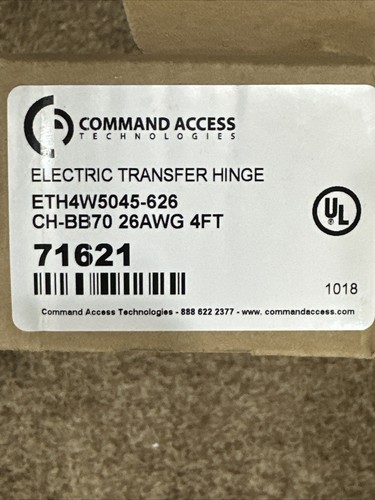 COMMAND ACCESS
TECHNOLOGIES
ELECTRIC TRANSFER HINGE
ETH4W5045-626
CH-BB70 26AWG 4FT
UL
71621
1018
Command Access Technologies - 888 622 2377 - www. commandaccess.com